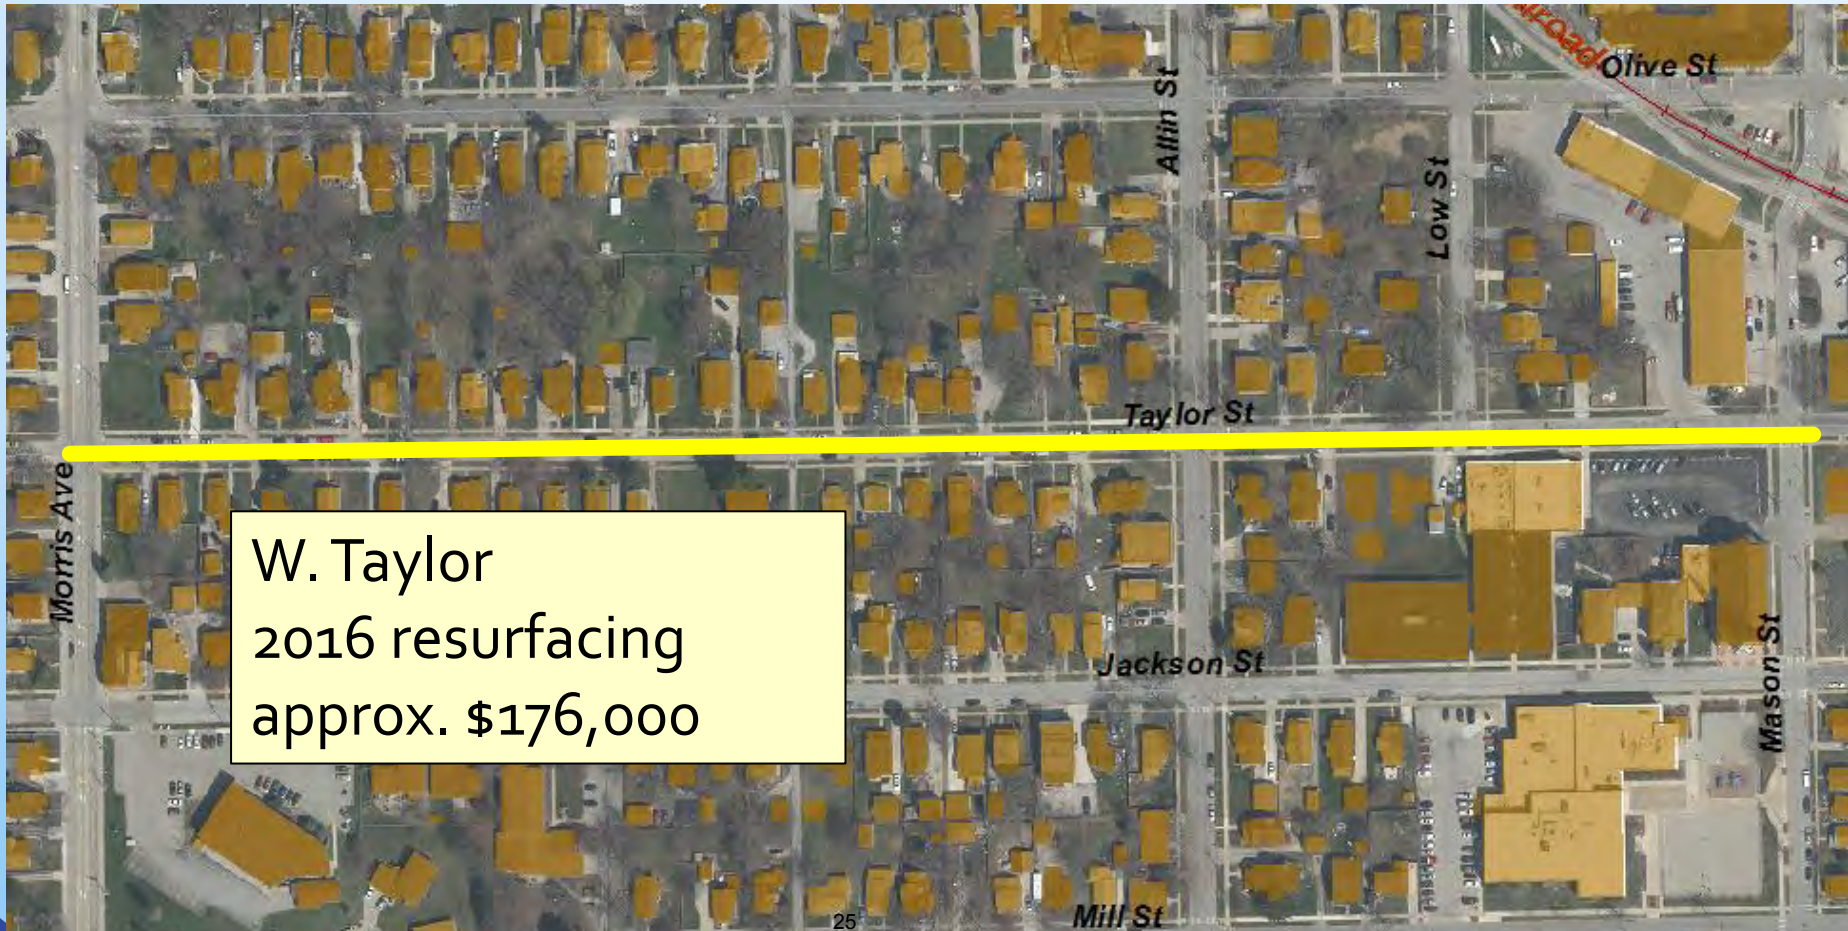 Olive St
Allin St
Low St
Taylor St
Morris Ave
W. Taylor
2016 resurfacing
approx. $176,000
Jackson St
Mason St
Mill St
25